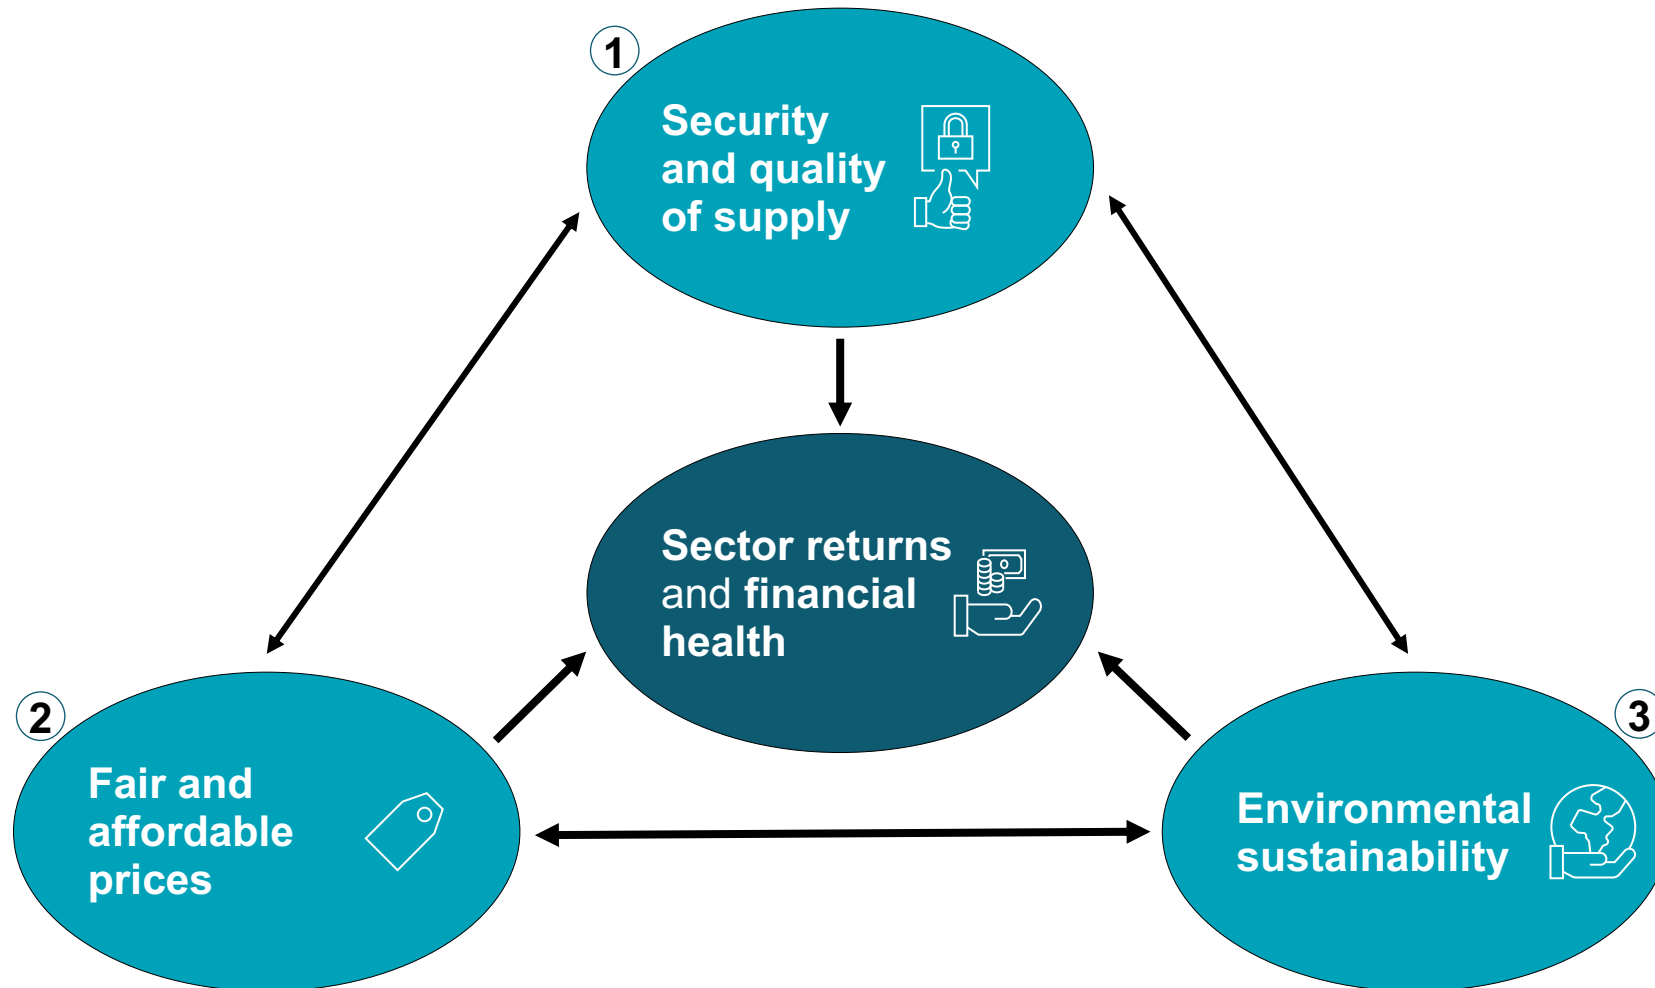 1
Security
and quality
of supply
Sector returns
and financial
health
2
Fair and
affordable
prices
3
Environmental
sustainability